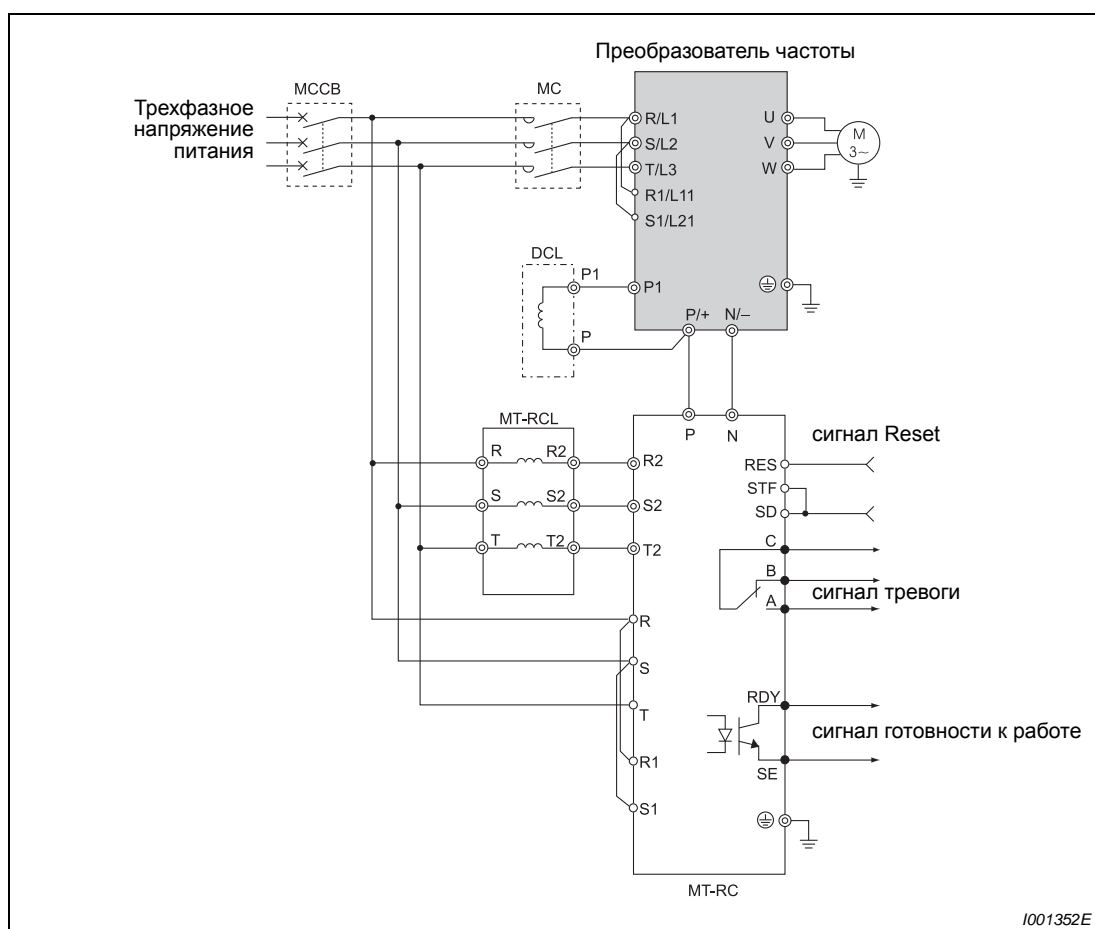 Преобразователь частоты
MCCB
MC
Трехфазное
напряжение
питания
R/L1
S/L2
T/L3
R1/L11
S1/L21
U
V
W
M
3~
DCL
P1
P
P1
P/+
N/–
MT-RCL
R
R2
S
S2
T
T2
P
N
R2
S2
T2
R
S
T
R1
S1
RES
STF
SD
C
B
A
RDY
SE
сигнал Reset
сигнал тревоги
сигнал готовности к работе
MT-RC
I001352E